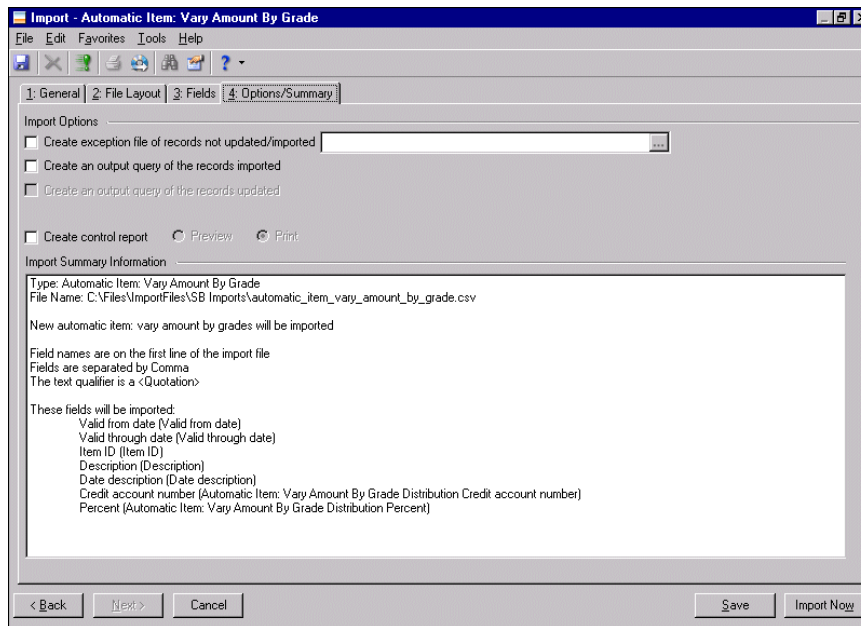 Import - Automatic Item: Vary Amount By Grade
File Edit Favorites Tools Help
1: General 2: File Layout 3: Fields 4: Options/Summary
Import Options
Create exception file of records not updated/imported ...
Create an output query of the records imported
Create an output query of the records updated
Create control report Preview Print
Import Summary Information
Type: Automatic Item: Vary Amount By Grade
File Name: C:\Files\ImportFiles\SB Imports\automatic_item_vary_amount_by_grade.csv
New automatic item: vary amount by grades will be imported
Field names are on the first line of the import file
Fields are separated by Comma
The text qualifier is a <Quotation>
These fields will be imported:
Valid from date (Valid from date)
Valid through date (Valid through date)
Item ID (Item ID)
Description (Description)
Date description (Date description)
Credit account number (Automatic Item: Vary Amount By Grade Distribution Credit account number)
Percent (Automatic Item: Vary Amount By Grade Distribution Percent)
< Back Next > Cancel Save Import Now